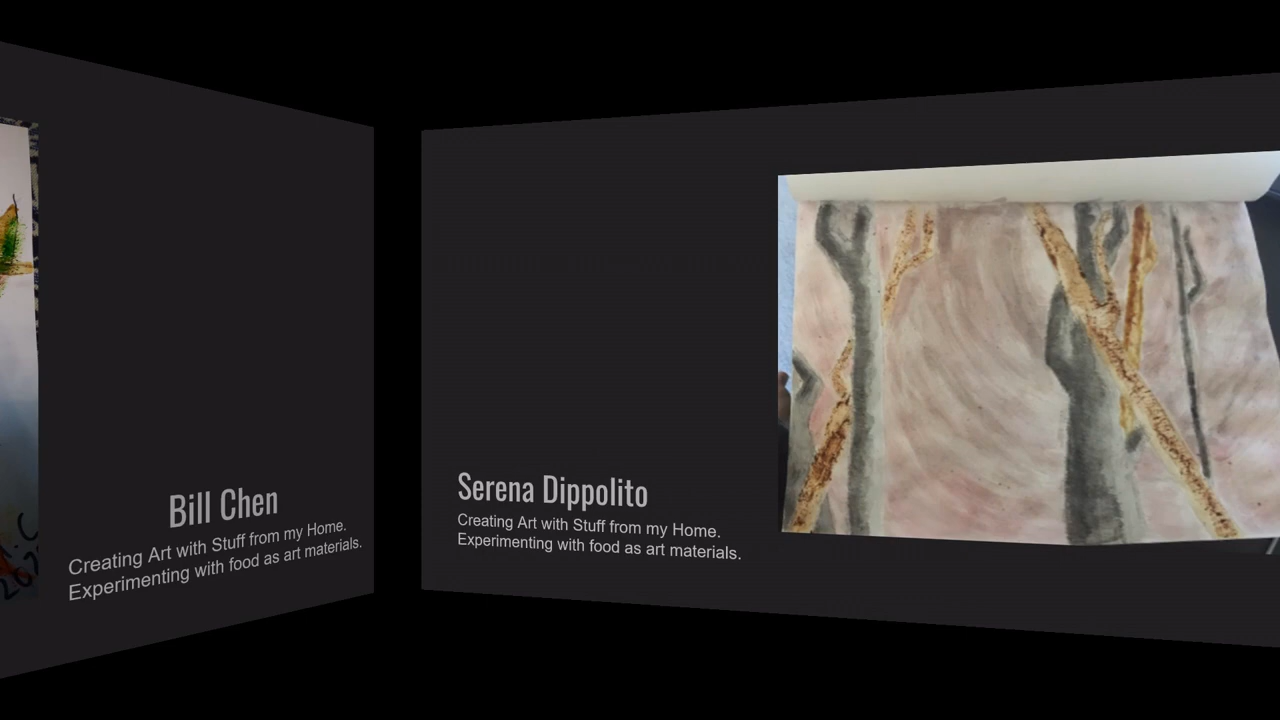 Bill Chen
Creating Art with Stuff from my Home.
Experimenting with food as art materials.
Serena Dippolito
Creating Art with Stuff from my Home.
Experimenting with food as art materials.